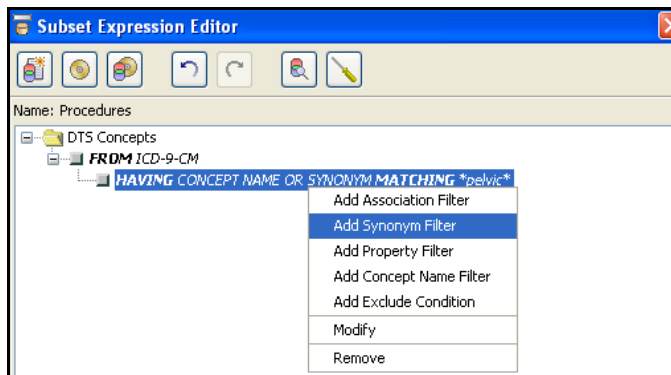 Subset Expression Editor
Name: Procedures
DTS Concepts
FROM ICD-9-CM
HAVING CONCEPT NAME OR SYNONYM MATCHING *pelvic*
Add Association Filter
Add Synonym Filter
Add Property Filter
Add Concept Name Filter
Add Exclude Condition
Modify
Remove